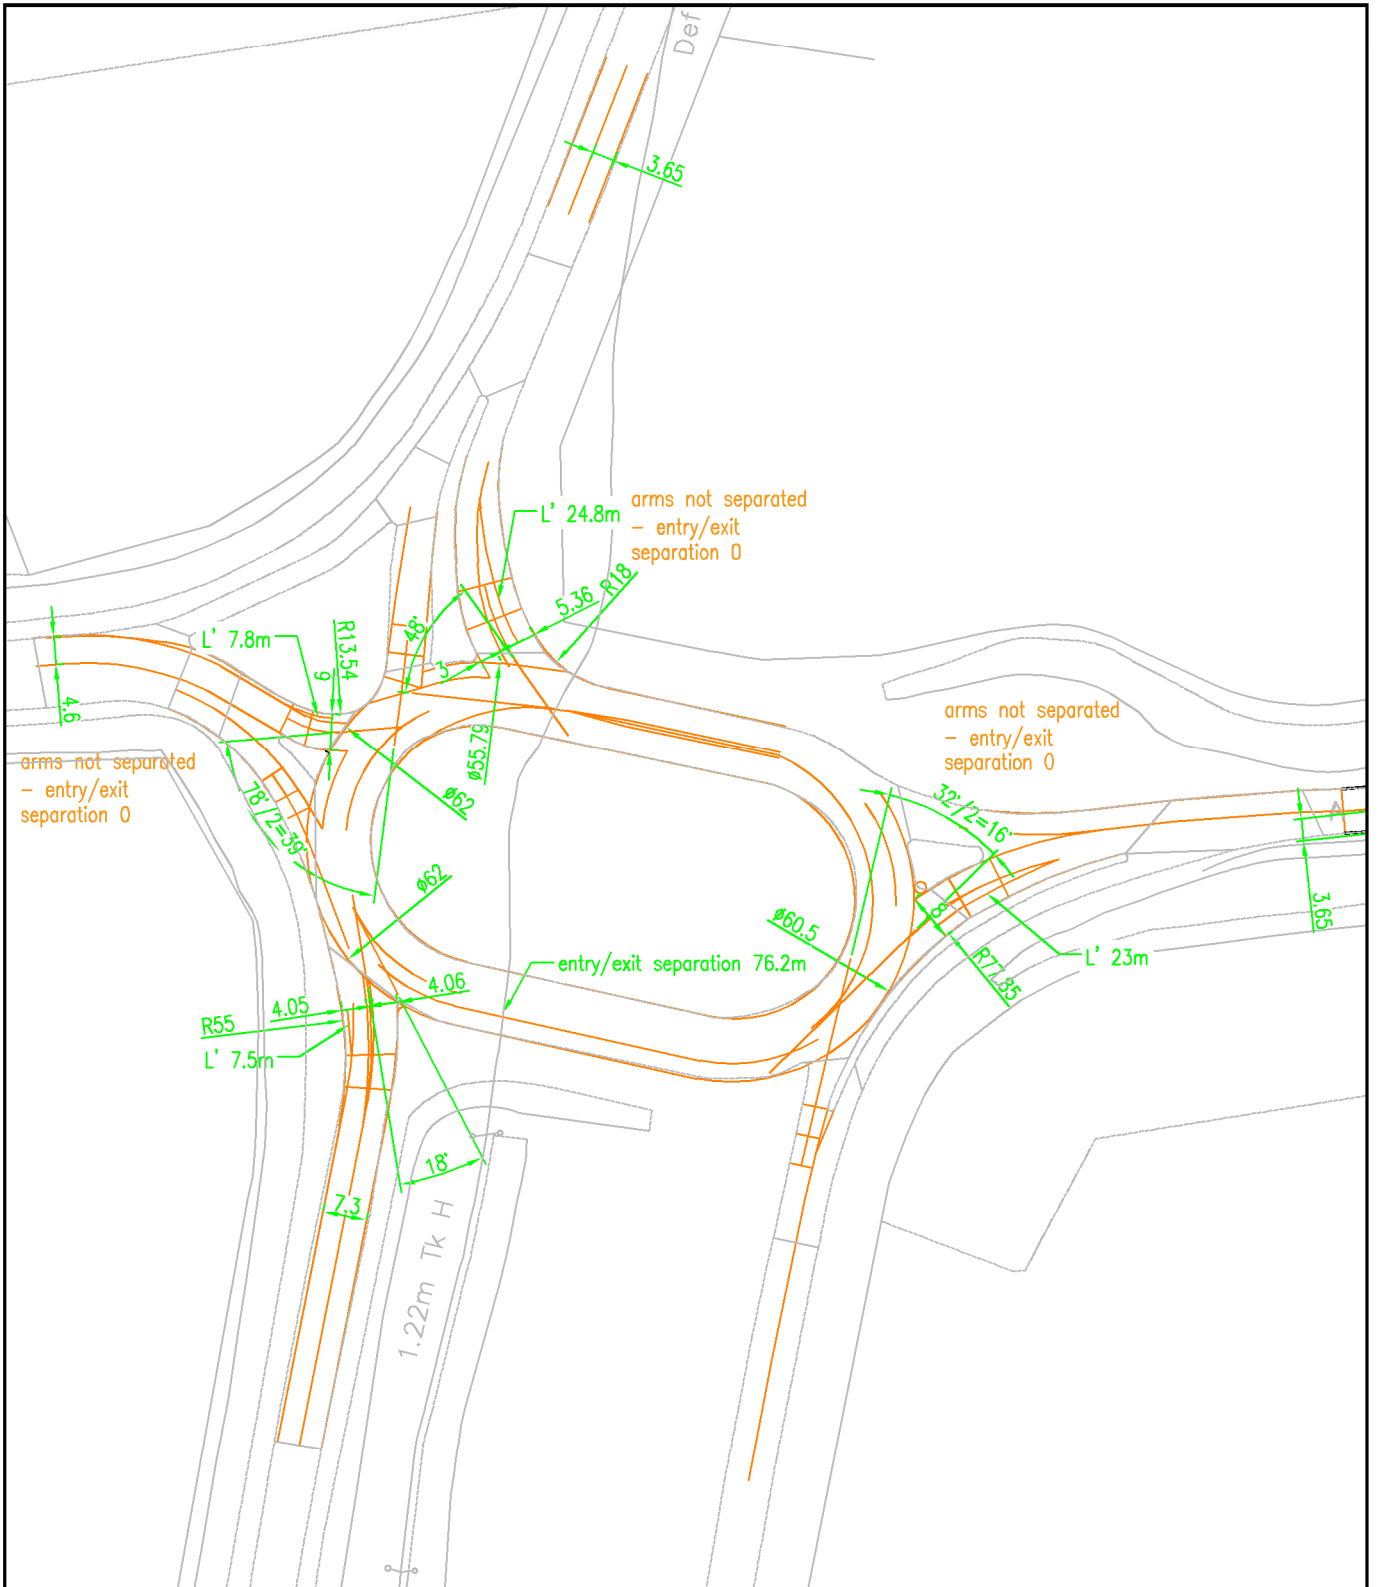 Def
3.65
L' 24.8m
arms not separated
- entry/exit
separation 0
R18
5.36
48°
3
R13.54
9
L' 7.8m
4.6
arms not separated
- entry/exit
separation 0
78°/2=39°
ø55.79
ø62
ø62
arms not separated
- entry/exit
separation 0
32°/2=16°
3.65
8
R77.35
L' 23m
ø60.5
entry/exit separation 76.2m
4.06
4.05
R55
L' 7.5m
18°
7.3
1.22m Tk H